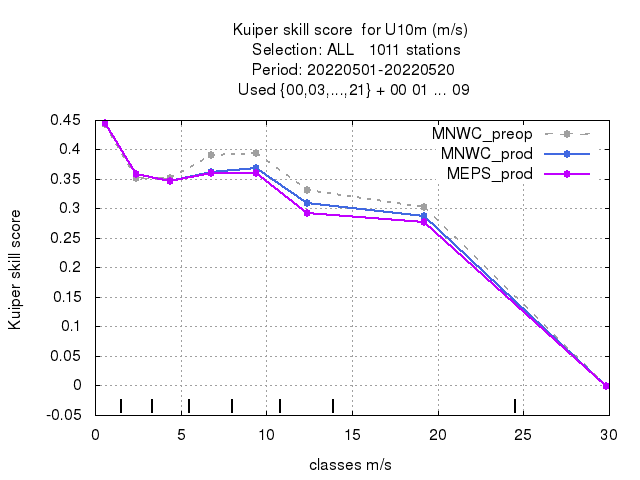 Kuiper skill score  for U10m (m/s)
Selection: ALL   1011 stations
Period: 20220501-20220520
Used {00,03,...,21} + 00 01 ... 09
MNWC_preop
MNWC_prod
MEPS_prod
0.45
0.4
0.35
0.3
0.25
0.2
0.15
0.1
0.05
0
-0.05
Kuiper skill score
0 5 10 15 20 25 30
classes m/s